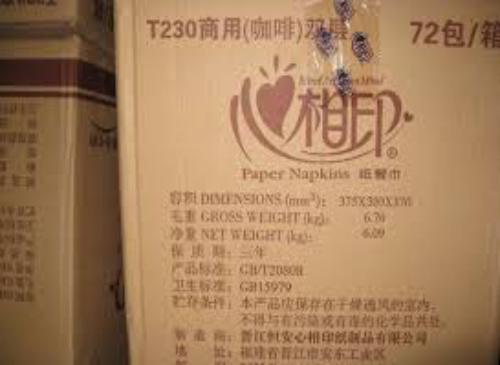 T230商用(咖啡)双层 72包/箱
Mind Act Upon Mind
心相印®
Paper Napkins 纸餐巾
容积 DIMENSIONS (mm³):
毛重 GROSS WEIGHT (kg): 6.70
净重 NET WEIGHT (kg): 6.09
保 质 期: 三年
产品标准: GB/T20808
卫生标准: GB15979
贮存条件: 本产品应保存在干燥通风的室内,
不得与有污染或有毒的化学品共处.
制 造 商: 晋江恒安心相印纸制品有限公司
地 址: 福建省晋江市安东工业区